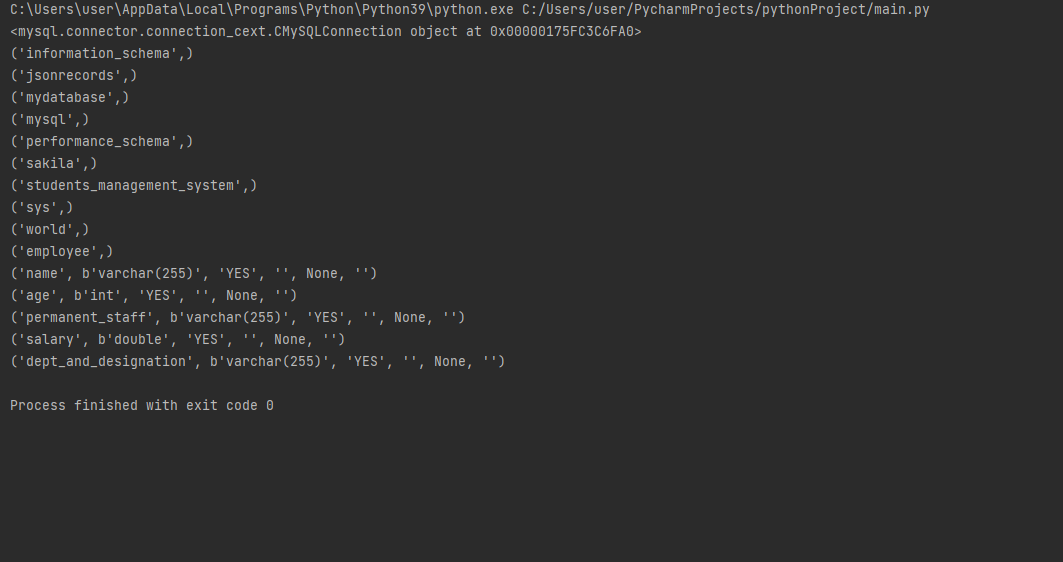 C:\Users\user\AppData\Local\Programs\Python\Python39\python.exe C:/Users/user/PycharmProjects/pythonProject/main.py
<mysql.connector.connection_cext.CMySQLConnection object at 0x00000175FC3C6FA0>
('information_schema',)
('jsonrecords',)
('mydatabase',)
('mysql',)
('performance_schema',)
('sakila',)
('students_management_system',)
('sys',)
('world',)
('employee',)
('name', b'varchar(255)', 'YES', '', None, '')
('age', b'int', 'YES', '', None, '')
('permanent_staff', b'varchar(255)', 'YES', '', None, '')
('salary', b'double', 'YES', '', None, '')
('dept_and_designation', b'varchar(255)', 'YES', '', None, '')
Process finished with exit code 0